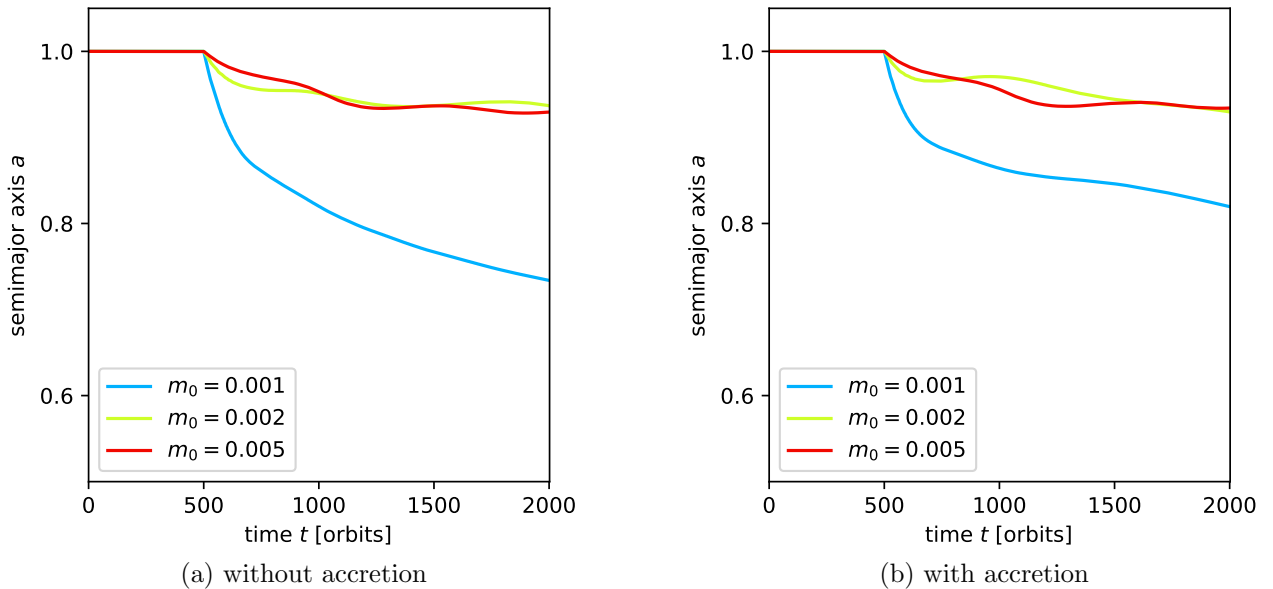 1.0
0.8
0.6
semimajor axis a
m₀ = 0.001
m₀ = 0.002
m₀ = 0.005
0 500 1000 1500 2000
time t [orbits]
(a) without accretion
1.0
0.8
0.6
semimajor axis a
m₀ = 0.001
m₀ = 0.002
m₀ = 0.005
0 500 1000 1500 2000
time t [orbits]
(b) with accretion